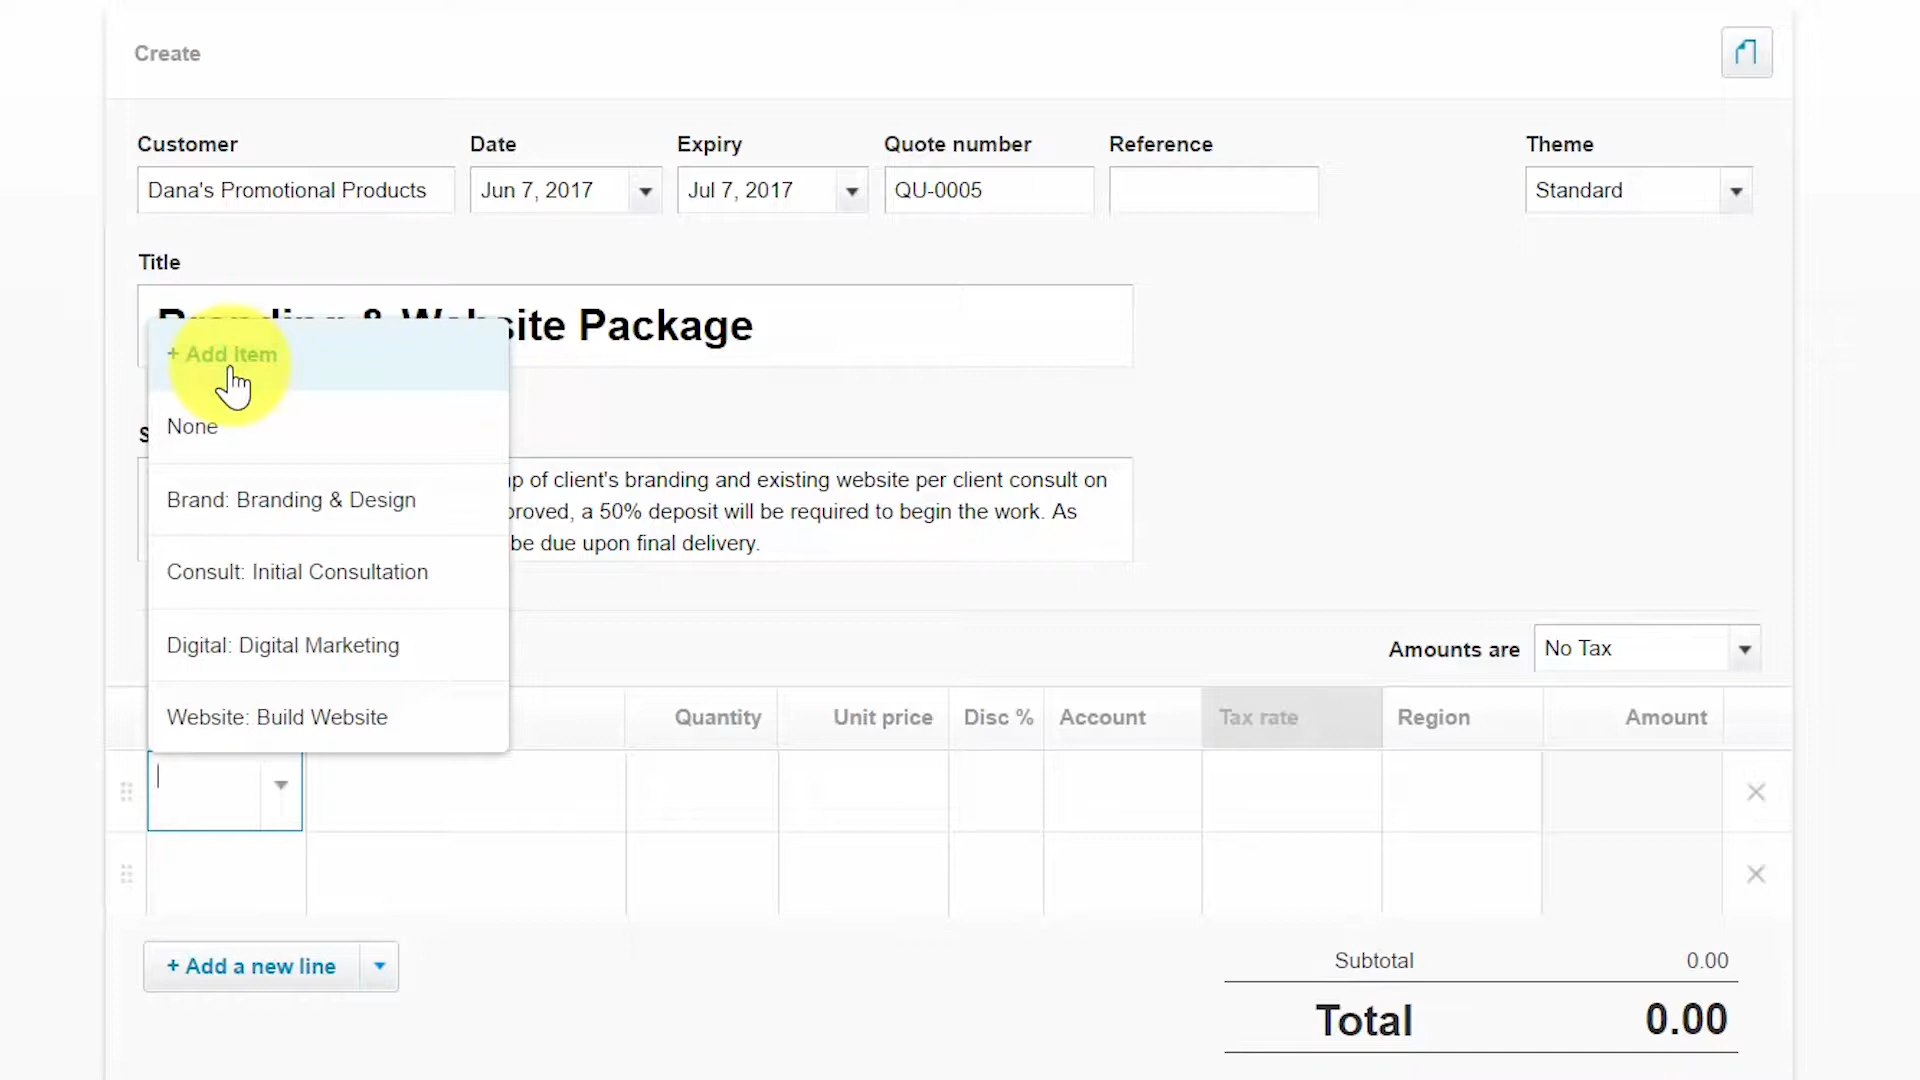 Create
Customer
Date
Expiry
Quote number
Reference
Theme
Dana's Promotional Products
Jun 7, 2017
Jul 7, 2017
QU-0005
Standard
Title
Branding & Website Package
+ Add Item
None
Brand: Branding & Design
Consult: Initial Consultation
Digital: Digital Marketing
Website: Build Website
of client's branding and existing website per client consult on
a 50% deposit will be required to begin the work. As
be due upon final delivery.
Amounts are
No Tax
Quantity
Unit price
Disc %
Account
Tax rate
Region
Amount
+ Add a new line
Subtotal
0.00
Total
0.00